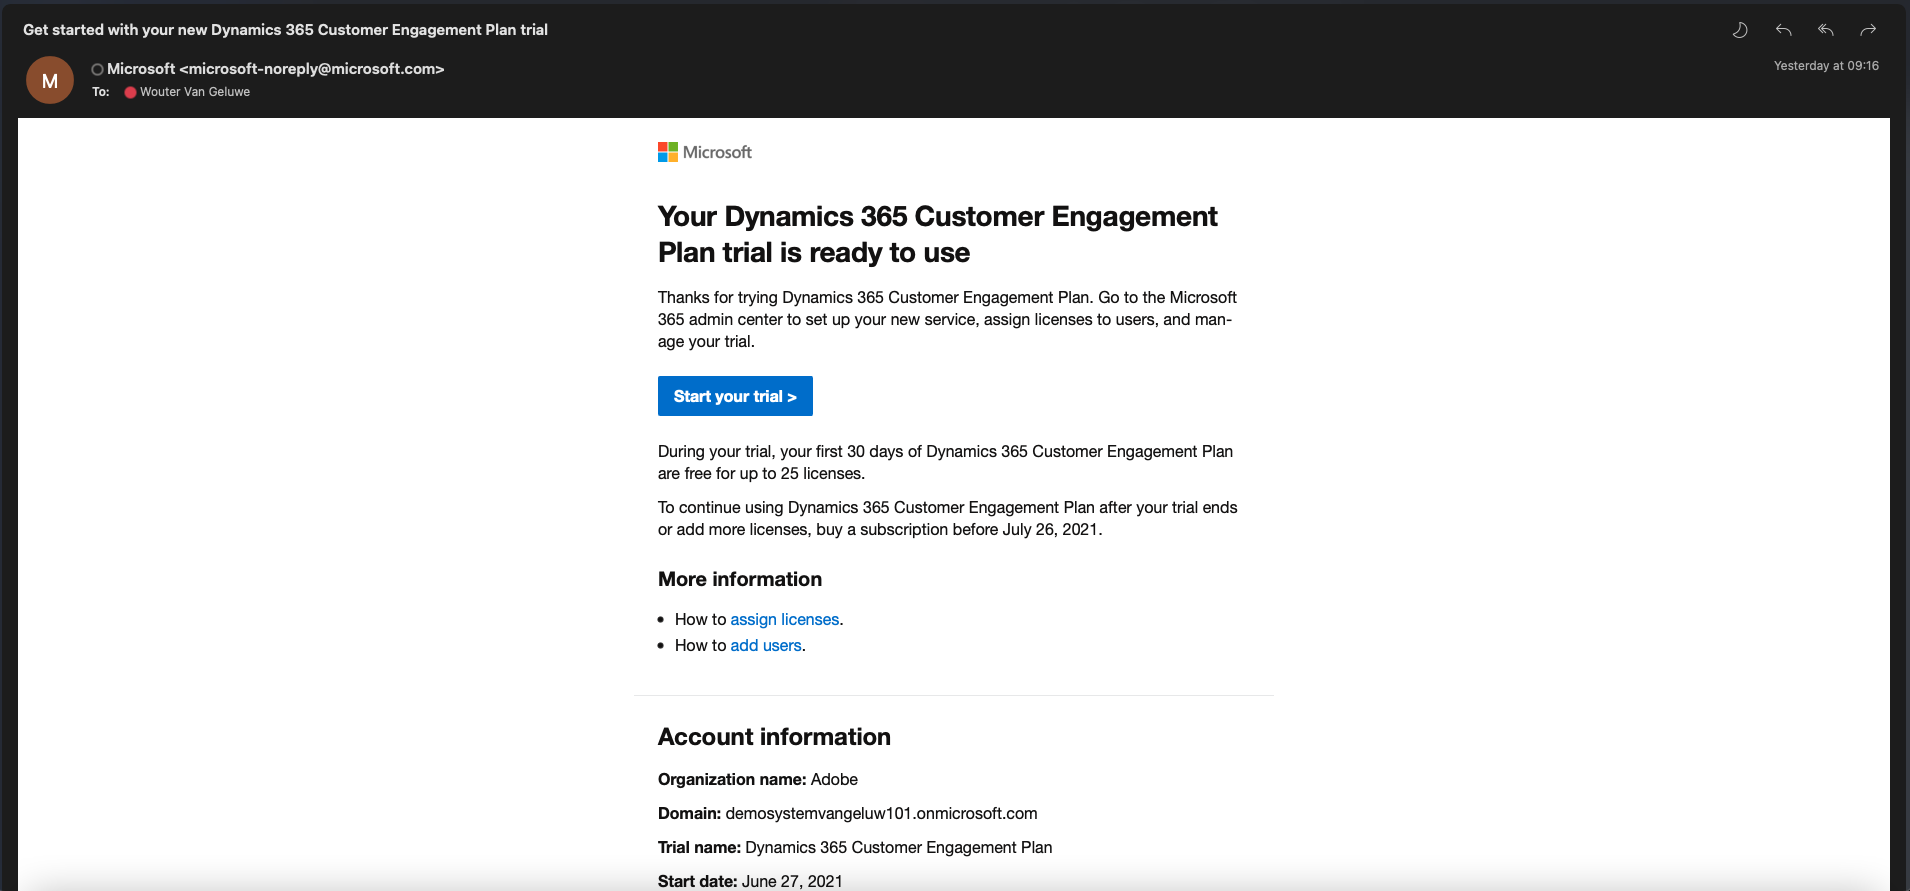 Get started with your new Dynamics 365 Customer Engagement Plan trial
M
Microsoft <microsoft-noreply@microsoft.com>
Yesterday at 09:16
To: Wouter Van Geluwe
Microsoft
Your Dynamics 365 Customer Engagement
Plan trial is ready to use
Thanks for trying Dynamics 365 Customer Engagement Plan. Go to the Microsoft
365 admin center to set up your new service, assign licenses to users, and man-
age your trial.
Start your trial >
During your trial, your first 30 days of Dynamics 365 Customer Engagement Plan
are free for up to 25 licenses.
To continue using Dynamics 365 Customer Engagement Plan after your trial ends
or add more licenses, buy a subscription before July 26, 2021.
More information
• How to assign licenses.
• How to add users.
Account information
Organization name: Adobe
Domain: demosystemvangeluw101.onmicrosoft.com
Trial name: Dynamics 365 Customer Engagement Plan
Start date: June 27, 2021